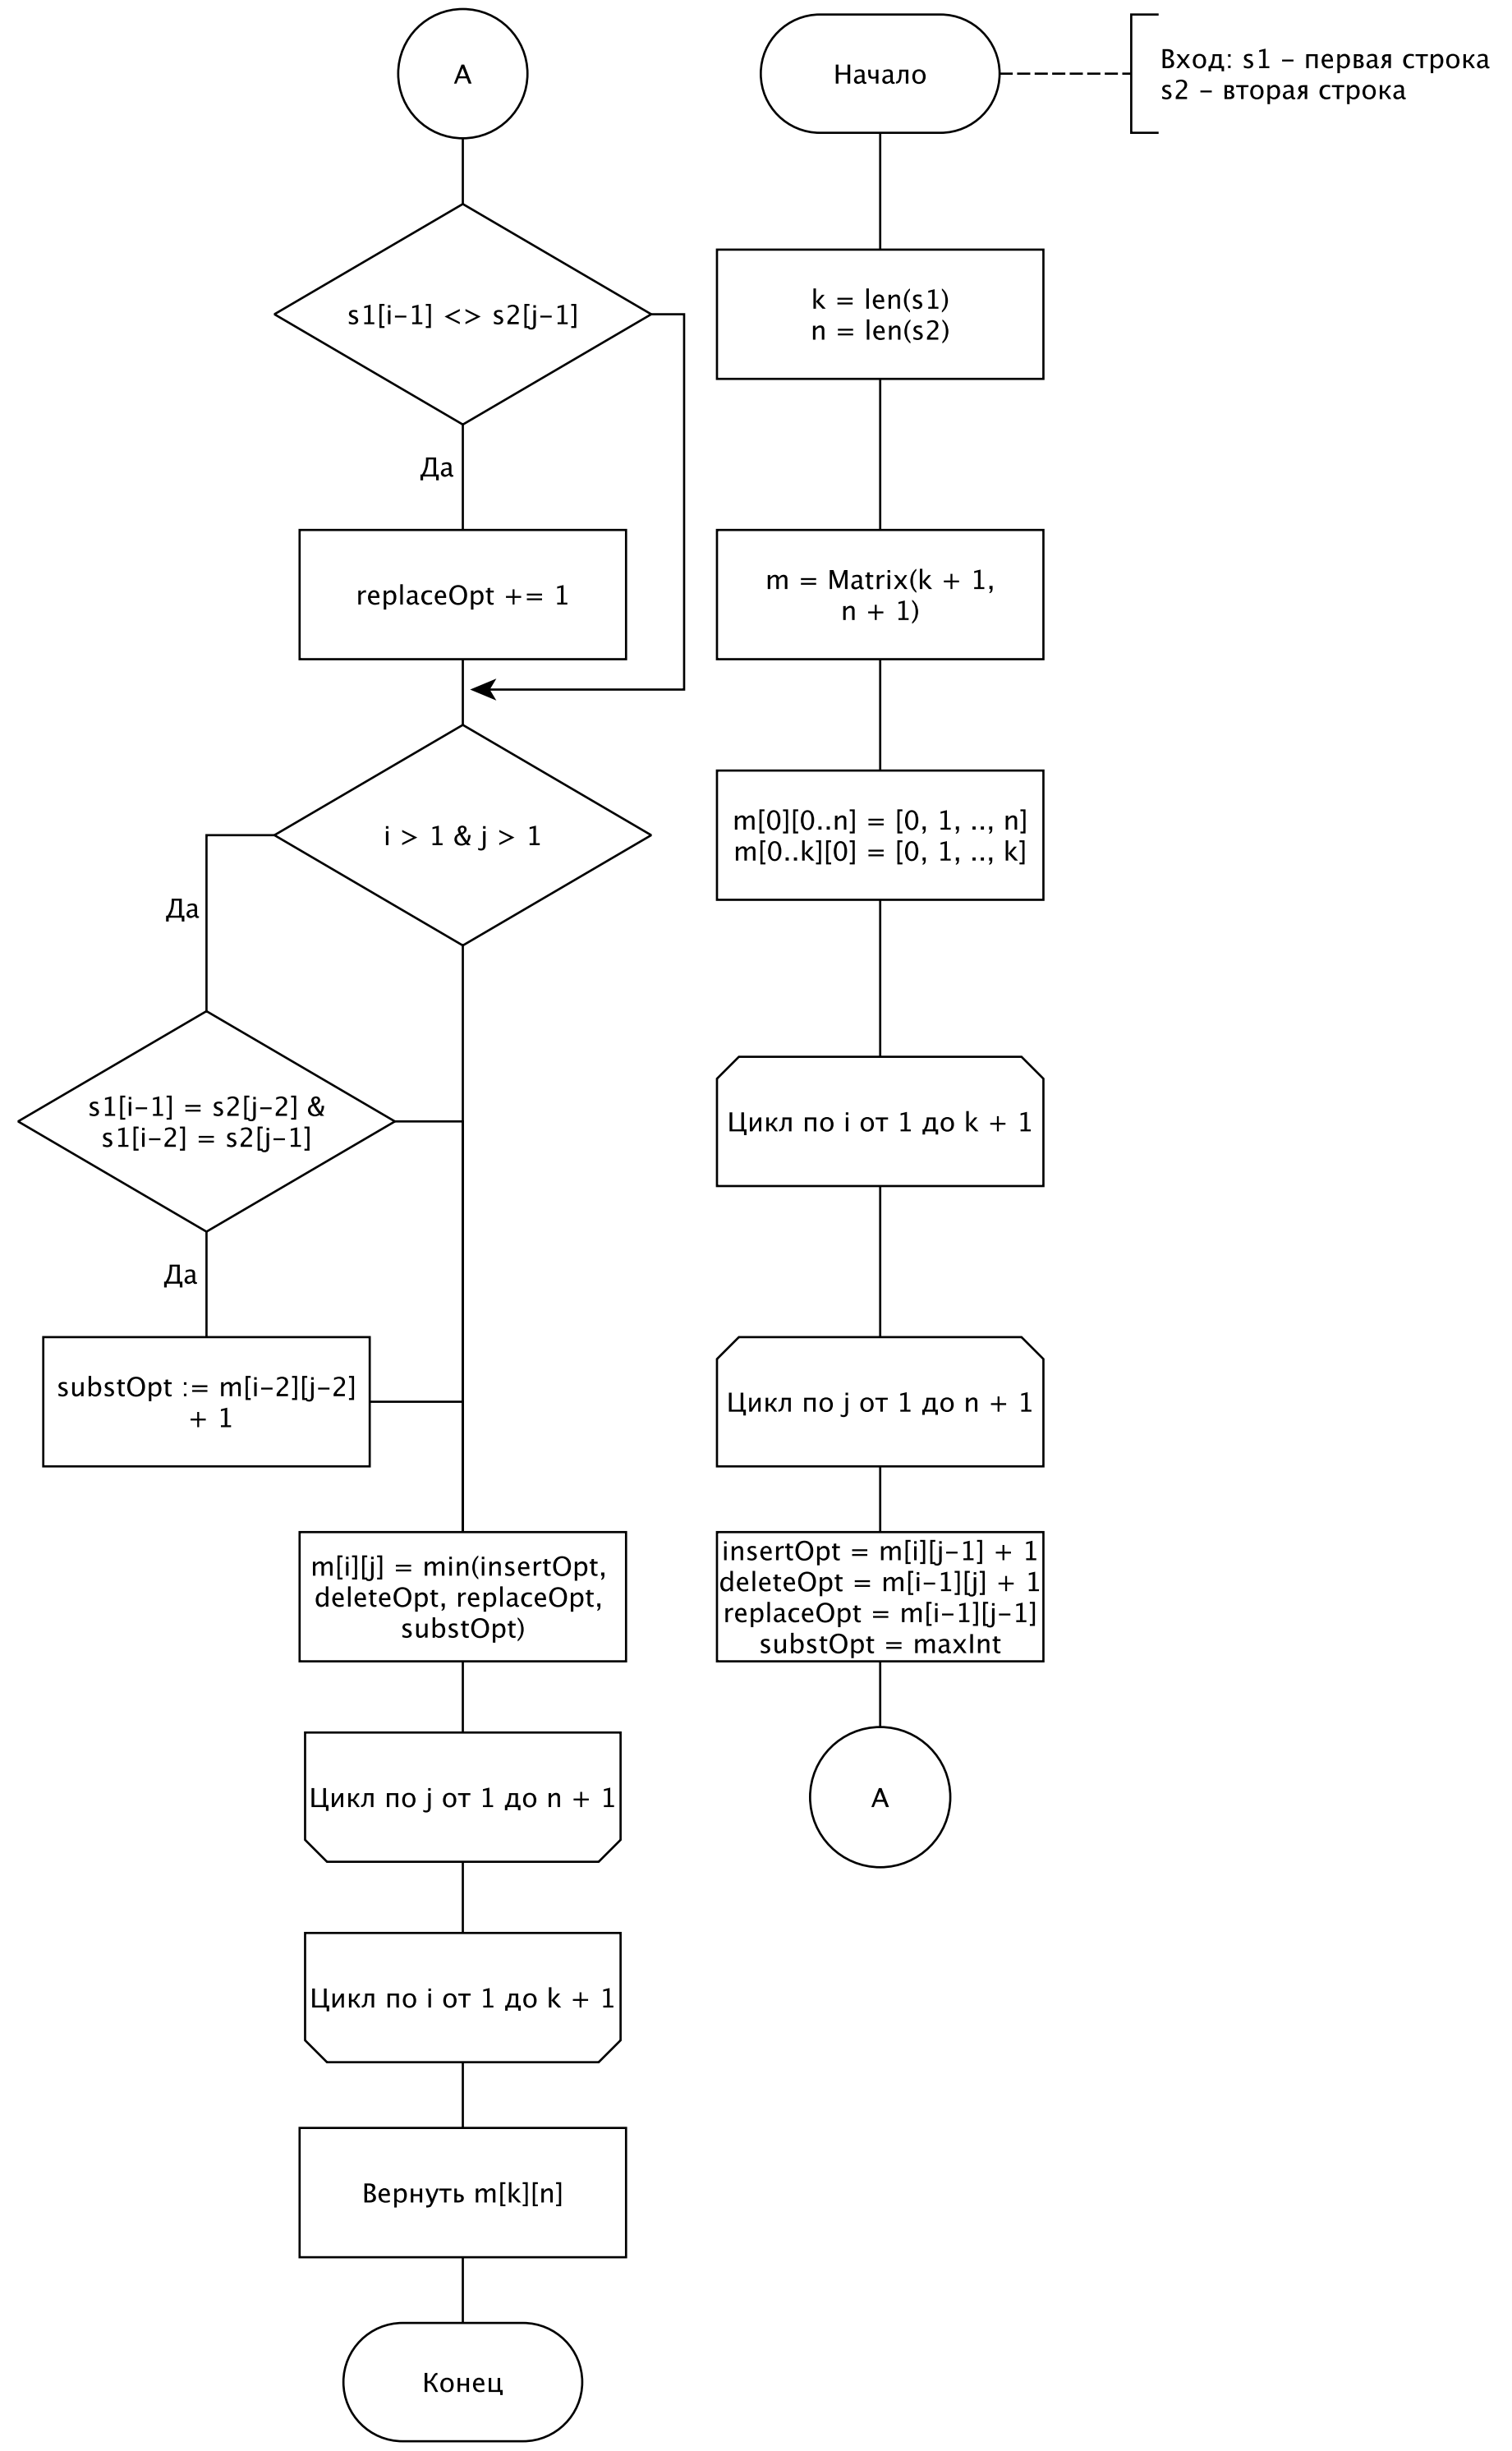 Начало
Вход: s1 – первая строка
s2 – вторая строка
k = len(s1)
n = len(s2)
m = Matrix(k + 1,
n + 1)
m[0][0..n] = [0, 1, .., n]
m[0..k][0] = [0, 1, .., k]
Цикл по i от 1 до k + 1
Цикл по j от 1 до n + 1
insertOpt = m[i][j–1] + 1
deleteOpt = m[i–1][j] + 1
replaceOpt = m[i–1][j–1]
substOpt = maxInt
А
А
s1[i–1] <> s2[j–1]
Да
replaceOpt += 1
i > 1 & j > 1
Да
s1[i–1] = s2[j–2] &
s1[i–2] = s2[j–1]
Да
substOpt := m[i–2][j–2]
+ 1
m[i][j] = min(insertOpt,
deleteOpt, replaceOpt,
substOpt)
Цикл по j от 1 до n + 1
Цикл по i от 1 до k + 1
Вернуть m[k][n]
Конец